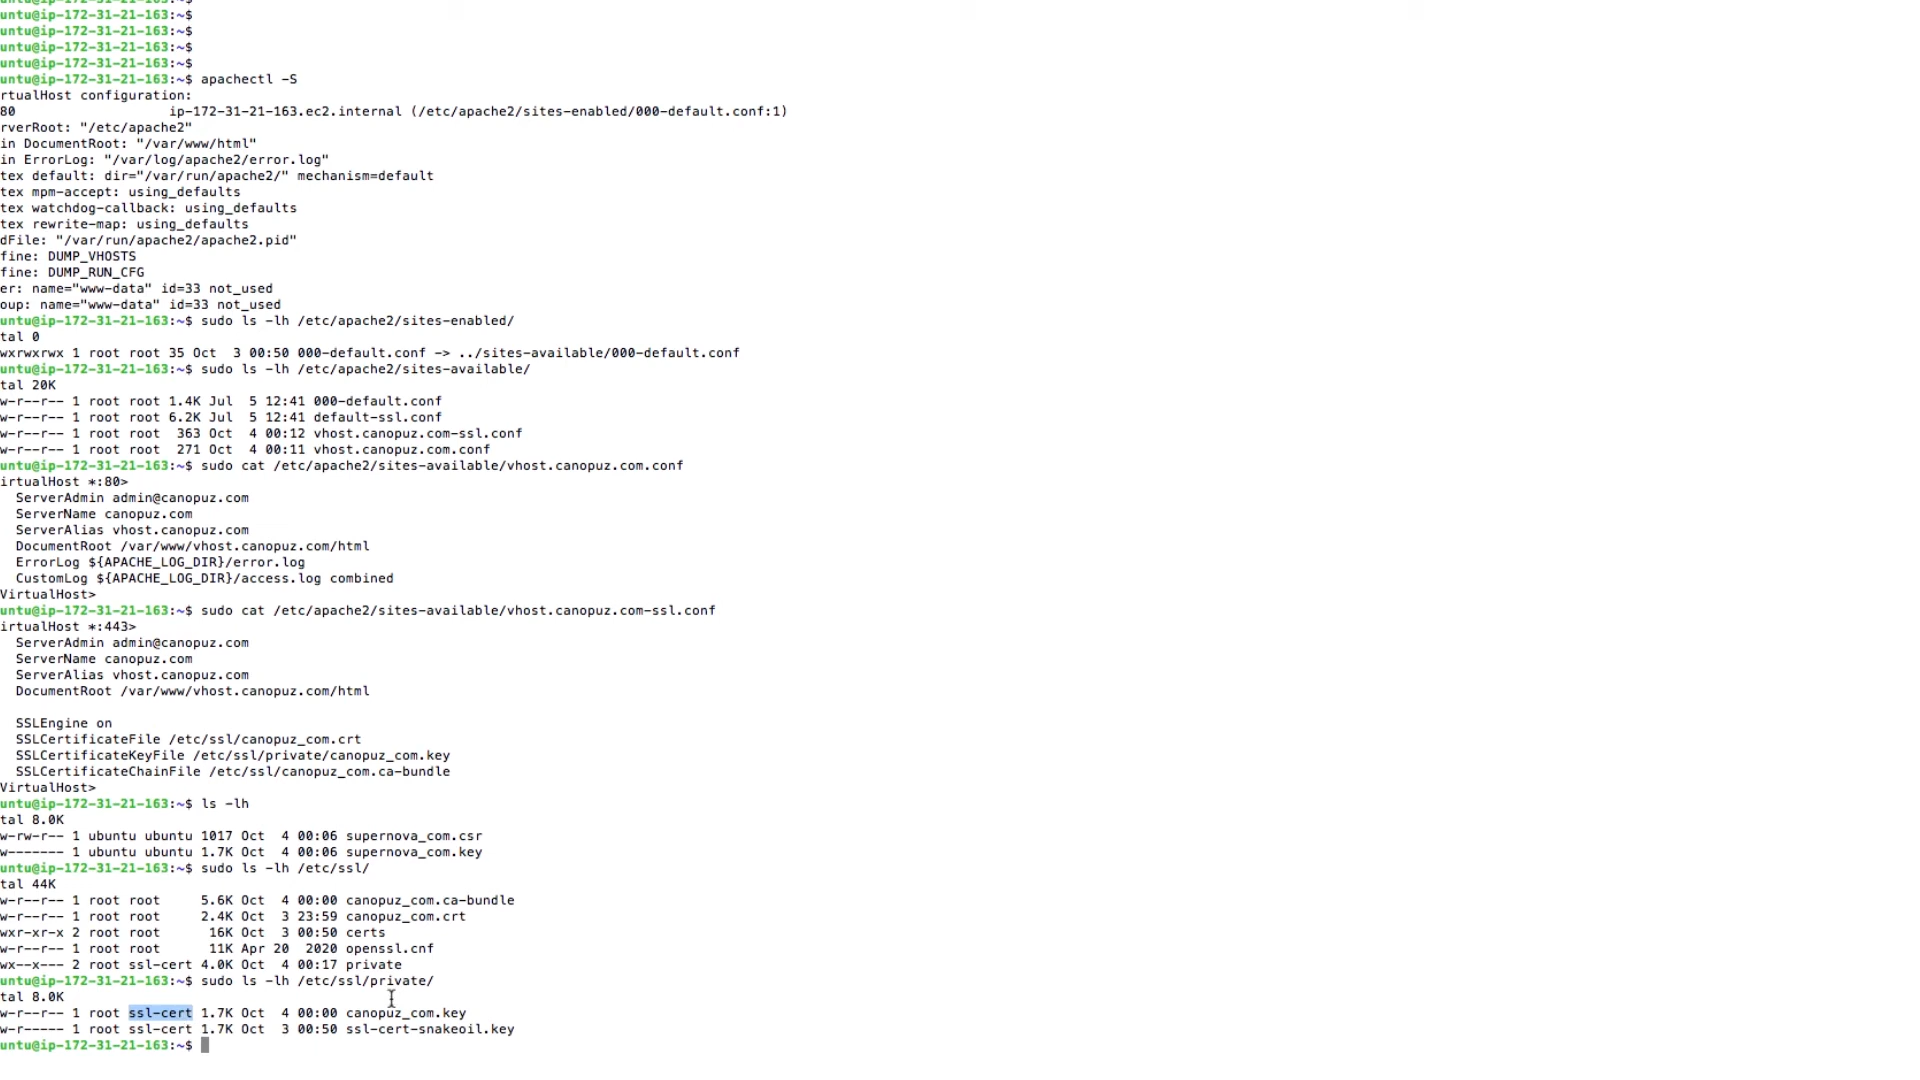 untu@ip-172-31-21-163:~$
untu@ip-172-31-21-163:~$
untu@ip-172-31-21-163:~$
untu@ip-172-31-21-163:~$
untu@ip-172-31-21-163:~$ apachectl -S
rtualHost configuration:
80 ip-172-31-21-163.ec2.internal (/etc/apache2/sites-enabled/000-default.conf:1)
rverRoot: "/etc/apache2"
in DocumentRoot: "/var/www/html"
in ErrorLog: "/var/log/apache2/error.log"
tex default: dir="/var/run/apache2/" mechanism=default
tex mpm-accept: using_defaults
tex watchdog-callback: using_defaults
tex rewrite-map: using_defaults
dFile: "/var/run/apache2/apache2.pid"
fine: DUMP_VHOSTS
fine: DUMP_RUN_CFG
er: name="www-data" id=33 not_used
oup: name="www-data" id=33 not_used
untu@ip-172-31-21-163:~$ sudo ls -lh /etc/apache2/sites-enabled/
tal 0
wxrwxrwx 1 root root 35 Oct  3 00:50 000-default.conf -> ../sites-available/000-default.conf
untu@ip-172-31-21-163:~$ sudo ls -lh /etc/apache2/sites-available/
tal 20K
w-r--r-- 1 root root 1.4K Jul  5 12:41 000-default.conf
w-r--r-- 1 root root 6.2K Jul  5 12:41 default-ssl.conf
w-r--r-- 1 root root  363 Oct  4 00:12 vhost.canopuz.com-ssl.conf
w-r--r-- 1 root root  271 Oct  4 00:11 vhost.canopuz.com.conf
untu@ip-172-31-21-163:~$ sudo cat /etc/apache2/sites-available/vhost.canopuz.com.conf
irtualHost *:80>
  ServerAdmin admin@canopuz.com
  ServerName canopuz.com
  ServerAlias vhost.canopuz.com
  DocumentRoot /var/www/vhost.canopuz.com/html
  ErrorLog ${APACHE_LOG_DIR}/error.log
  CustomLog ${APACHE_LOG_DIR}/access.log combined
VirtualHost>
untu@ip-172-31-21-163:~$ sudo cat /etc/apache2/sites-available/vhost.canopuz.com-ssl.conf
irtualHost *:443>
  ServerAdmin admin@canopuz.com
  ServerName canopuz.com
  ServerAlias vhost.canopuz.com
  DocumentRoot /var/www/vhost.canopuz.com/html
  SSLEngine on
  SSLCertificateFile /etc/ssl/canopuz_com.crt
  SSLCertificateKeyFile /etc/ssl/private/canopuz_com.key
  SSLCertificateChainFile /etc/ssl/canopuz_com.ca-bundle
VirtualHost>
untu@ip-172-31-21-163:~$ ls -lh
tal 8.0K
w-rw-r-- 1 ubuntu ubuntu 1017 Oct  4 00:06 supernova_com.csr
w------- 1 ubuntu ubuntu 1.7K Oct  4 00:06 supernova_com.key
untu@ip-172-31-21-163:~$ sudo ls -lh /etc/ssl/
tal 44K
w-r--r-- 1 root root     5.6K Oct  4 00:00 canopuz_com.ca-bundle
w-r--r-- 1 root root     2.4K Oct  3 23:59 canopuz_com.crt
wxr-xr-x 2 root root      16K Oct  3 00:50 certs
w-r--r-- 1 root root      11K Apr 20  2020 openssl.cnf
wx--x--- 2 root ssl-cert 4.0K Oct  4 00:17 private
untu@ip-172-31-21-163:~$ sudo ls -lh /etc/ssl/private/
tal 8.0K
w-r--r-- 1 root ssl-cert 1.7K Oct  4 00:00 canopuz_com.key
w-r----- 1 root ssl-cert 1.7K Oct  3 00:50 ssl-cert-snakeoil.key
untu@ip-172-31-21-163:~$